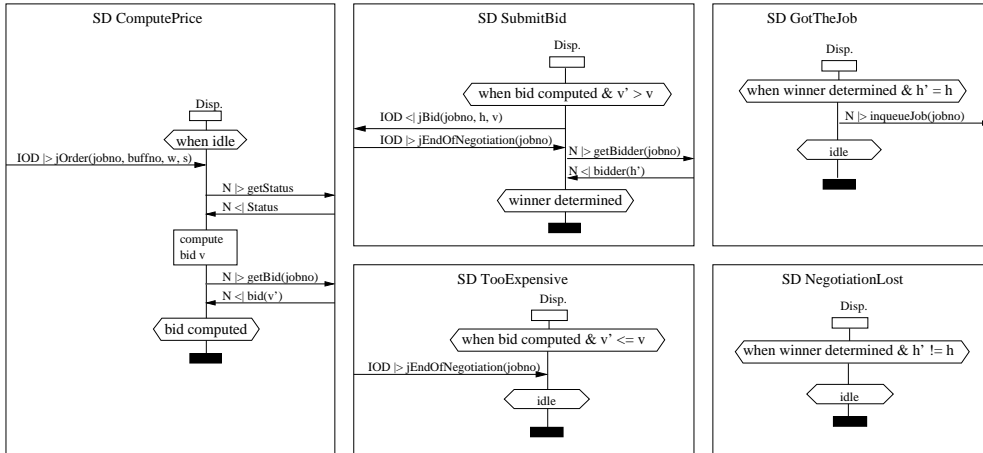 SD ComputePrice
Disp.
when idle
IOD |> jOrder(jobno, buffno, w, s)
N |> getStatus
N <| Status
compute
bid v
N |> getBid(jobno)
N <| bid(v')
bid computed
SD SubmitBid
Disp.
when bid computed & v' > v
IOD <| jBid(jobno, h, v)
IOD |> jEndOfNegotiation(jobno)
N |> getBidder(jobno)
N <| bidder(h')
winner determined
SD GotTheJob
Disp.
when winner determined & h' = h
N |> inqueueJob(jobno)
idle
SD TooExpensive
Disp.
when bid computed & v' <= v
IOD |> jEndOfNegotiation(jobno)
idle
SD NegotiationLost
Disp.
when winner determined & h' != h
idle